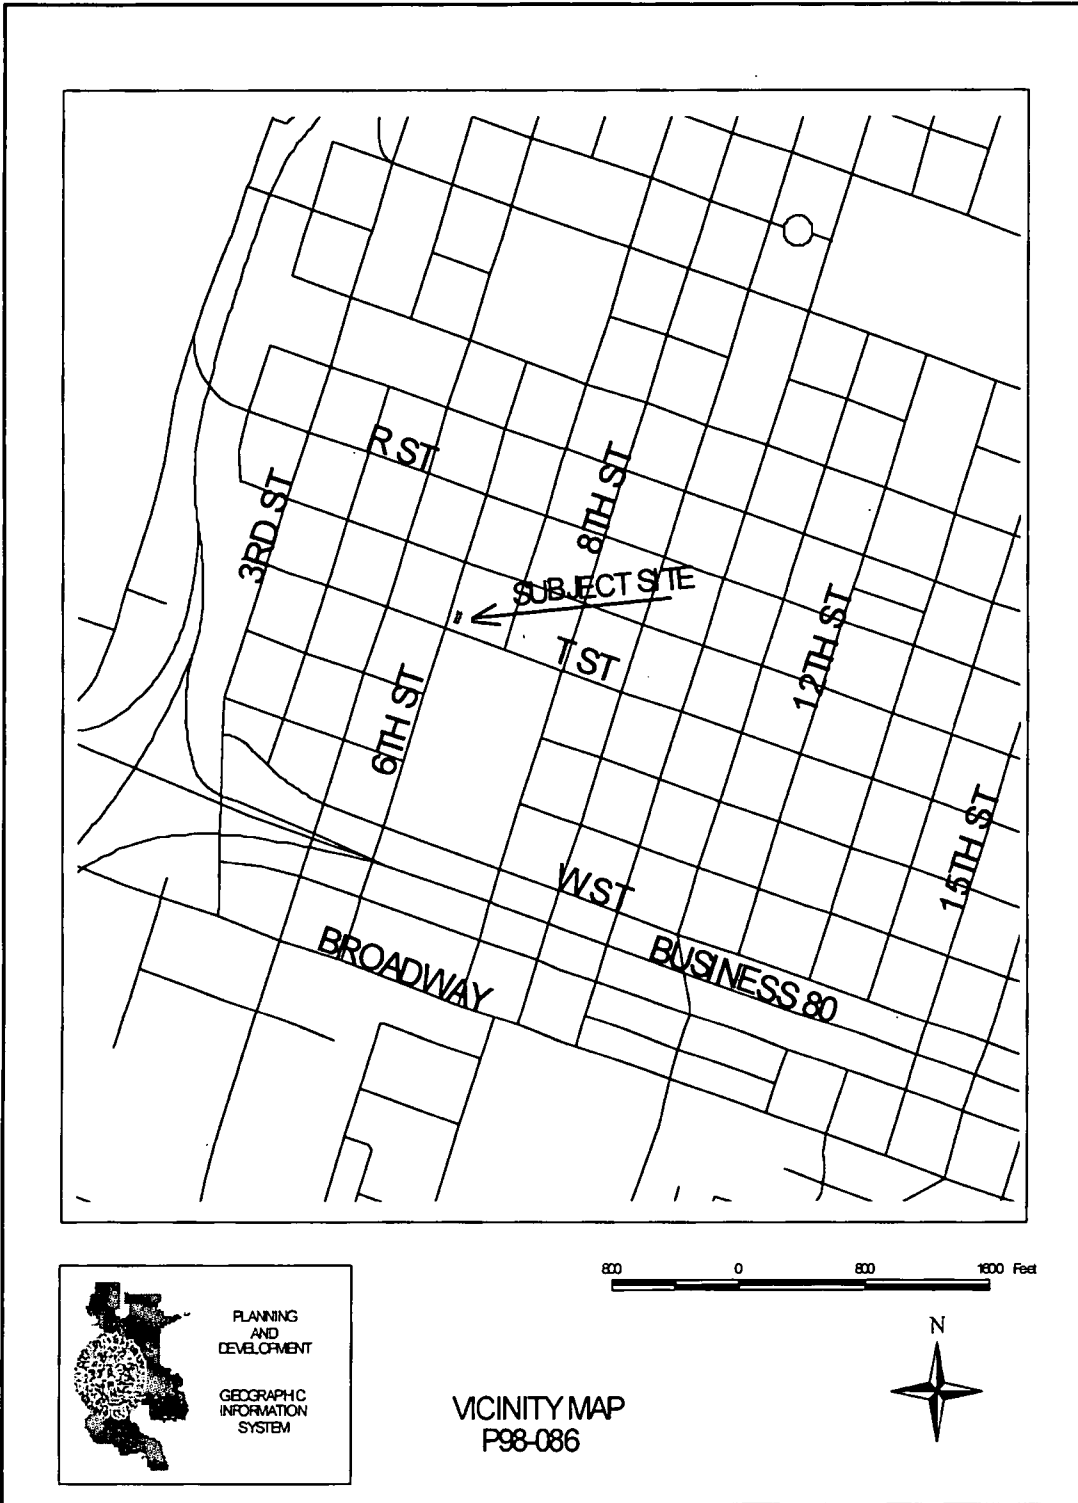 R ST
8TH ST
3RD ST
SUBJECT SITE
T ST
12TH ST
6TH ST
15TH ST
W ST
BUSINESS 80
BROADWAY
800 0 800 1600 Feet
PLANNING
AND
DEVELOPMENT
GEOGRAPHIC
INFORMATION
SYSTEM
N
VICINITY MAP
P98-086